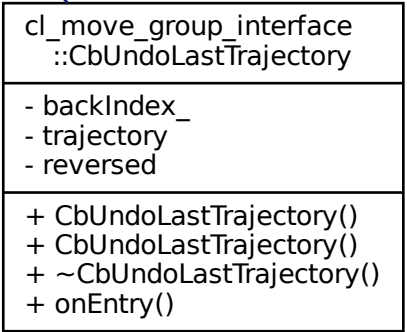 cl_move_group_interface
::CbUndoLastTrajectory
- backIndex_
- trajectory
- reversed
+ CbUndoLastTrajectory()
+ CbUndoLastTrajectory()
+ ~CbUndoLastTrajectory()
+ onEntry()